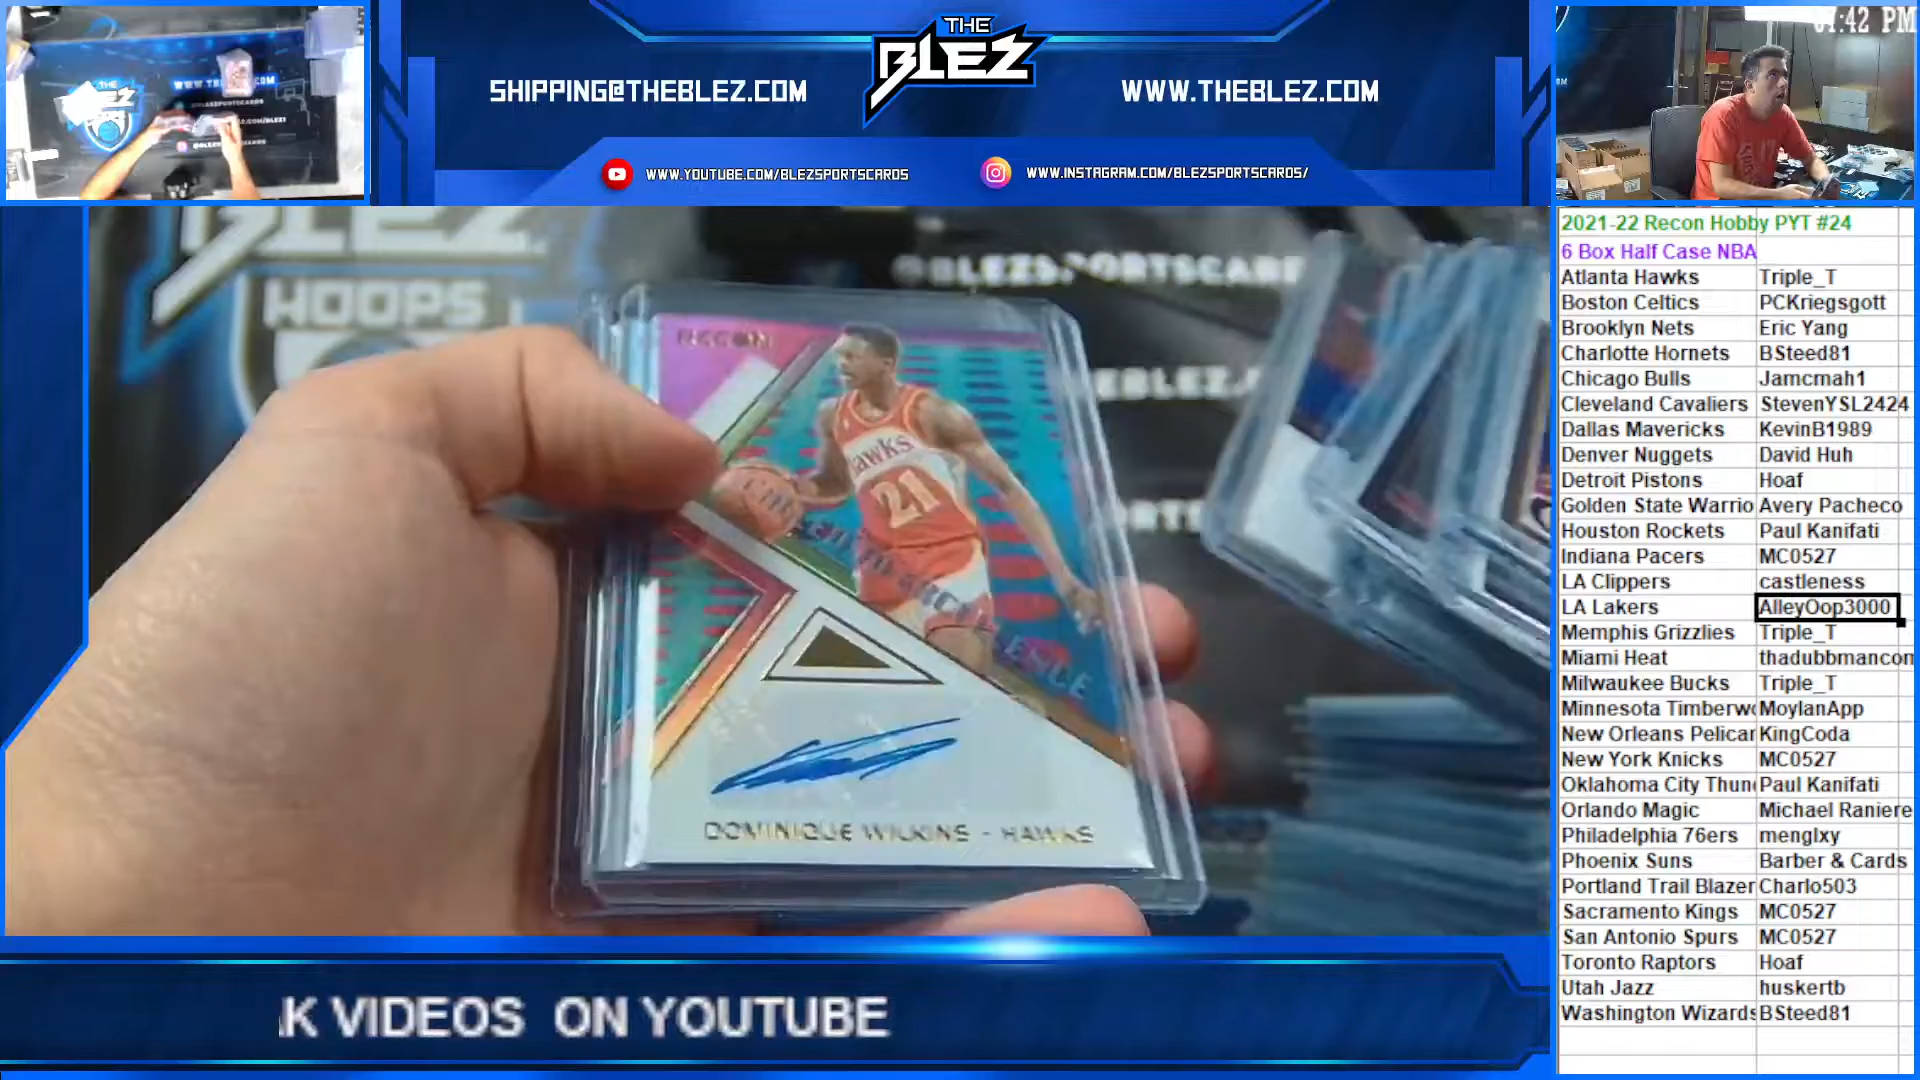 07:42 PM
THE
BLEZ
SHIPPING@THEBLEZ.COM
WWW.THEBLEZ.COM
WWW.YOUTUBE.COM/BLEZSPORTSCARDS
WWW.INSTAGRAM.COM/BLEZSPORTSCARDS/
2021-22 Recon Hobby PYT #24
6 Box Half Case NBA
Atlanta Hawks Triple_T
Boston Celtics PCKriegsgott
Brooklyn Nets Eric Yang
Charlotte Hornets BSteed81
Chicago Bulls Jamcmah1
Cleveland Cavaliers StevenYSL2424
Dallas Mavericks KevinB1989
Denver Nuggets David Huh
Detroit Pistons Hoaf
Golden State Warrio Avery Pacheco
Houston Rockets Paul Kanifati
Indiana Pacers MC0527
LA Clippers castleness
LA Lakers AlleyOop3000
Memphis Grizzlies Triple_T
Miami Heat thadubbmancom
Milwaukee Bucks Triple_T
Minnesota Timberwo MoylanApp
New Orleans Pelicar KingCoda
New York Knicks MC0527
Oklahoma City Thun Paul Kanifati
Orlando Magic Michael Raniere
Philadelphia 76ers menglxy
Phoenix Suns Barber & Cards
Portland Trail Blazer Charlo503
Sacramento Kings MC0527
San Antonio Spurs MC0527
Toronto Raptors Hoaf
Utah Jazz huskertb
Washington Wizards BSteed81
BLEZ
HOOPS
@BLEZSPORTSCARD
RECON
Hawks
21
DOMINIQUE WILKINS - HAWKS
K VIDEOS ON YOUTUBE